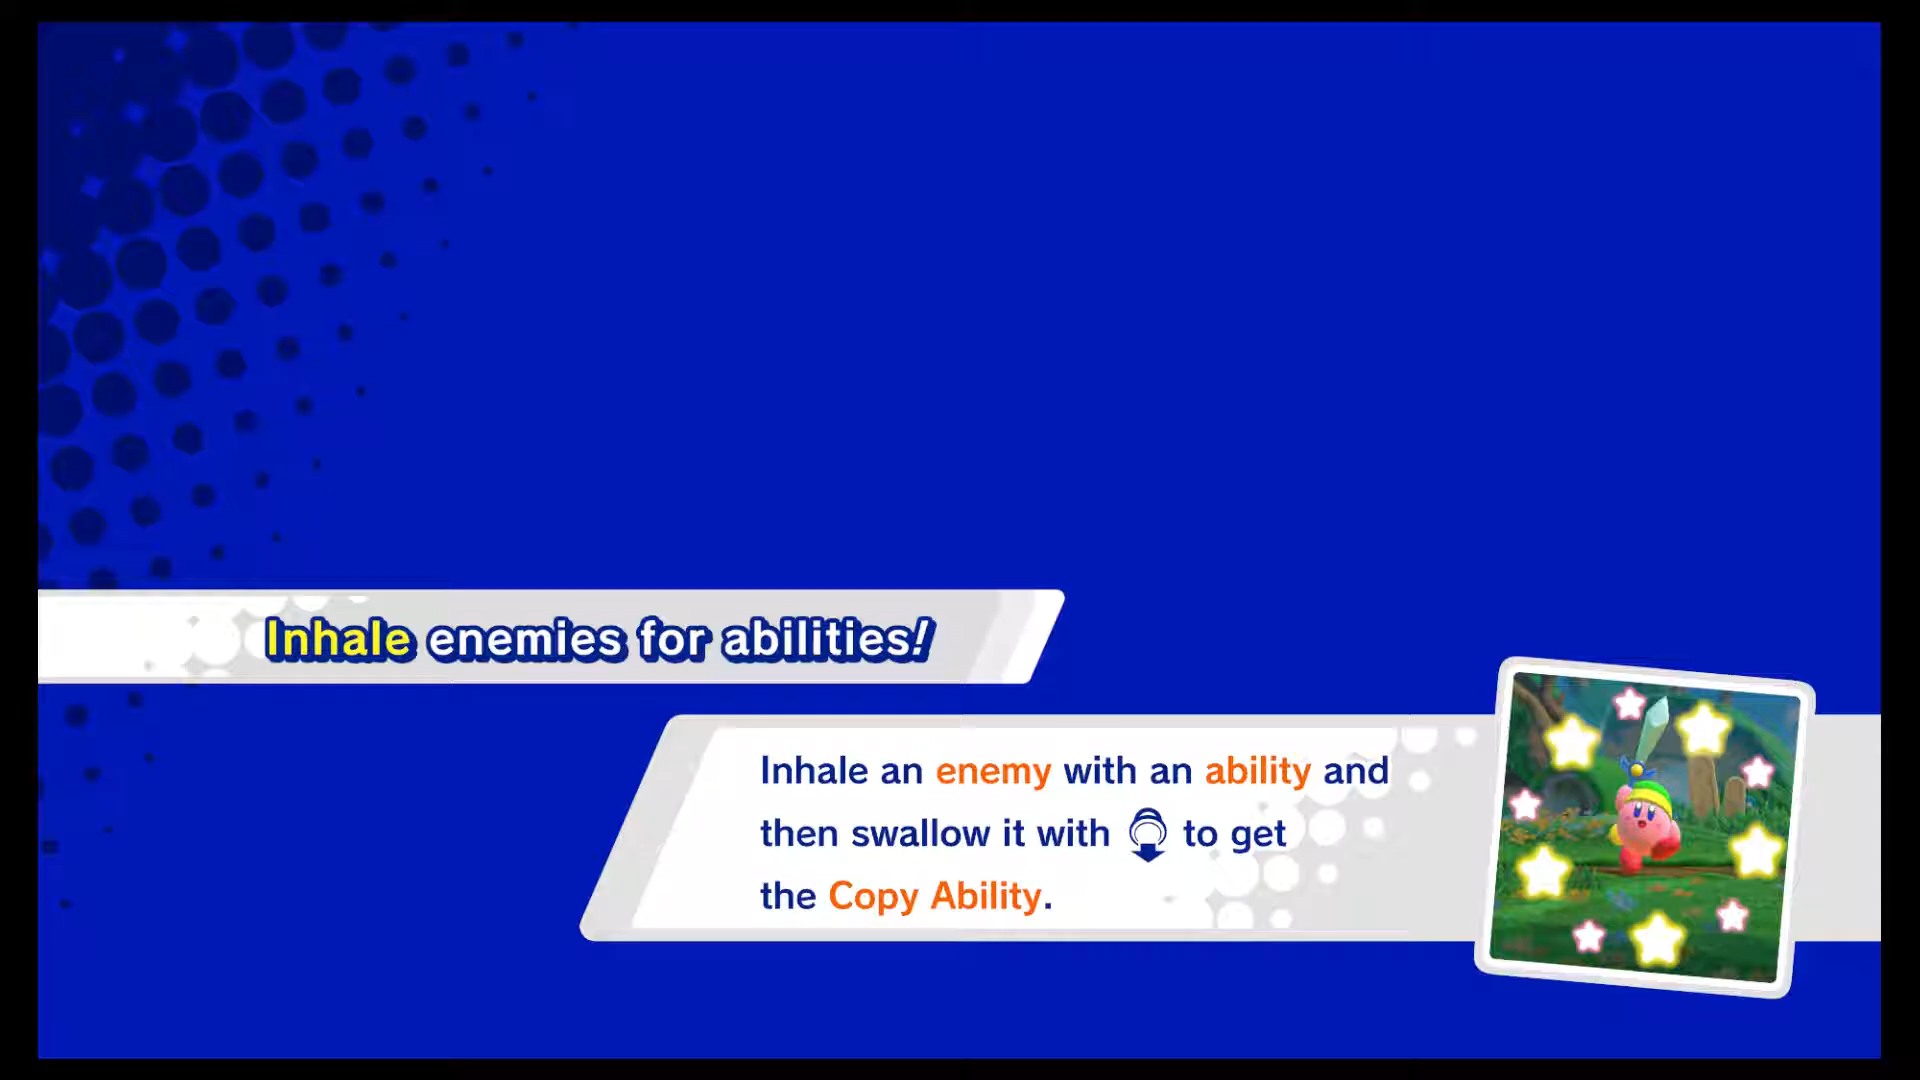 Inhale enemies for abilities!
Inhale an enemy with an ability and
then swallow it with to get
the Copy Ability.